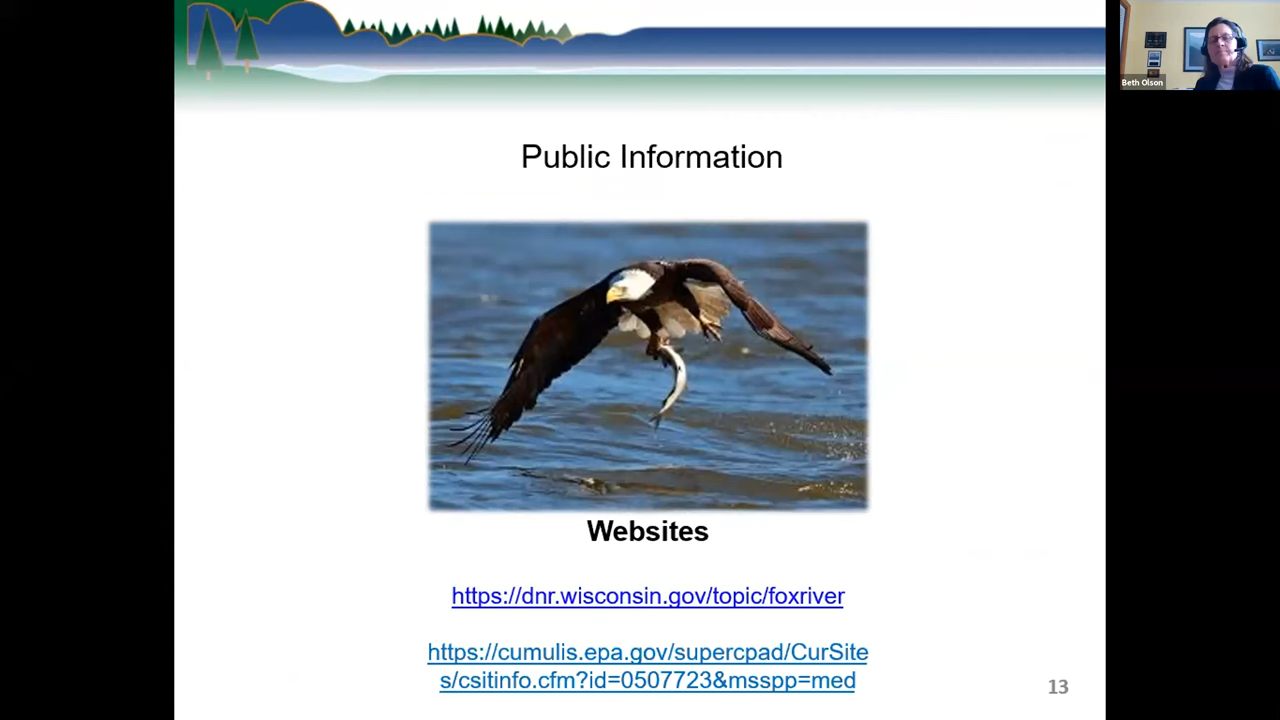 Beth Olson
Public Information
Websites
https://dnr.wisconsin.gov/topic/foxriver
https://cumulis.epa.gov/supercpad/CurSite
s/csitinfo.cfm?id=0507723&msspp=med
13